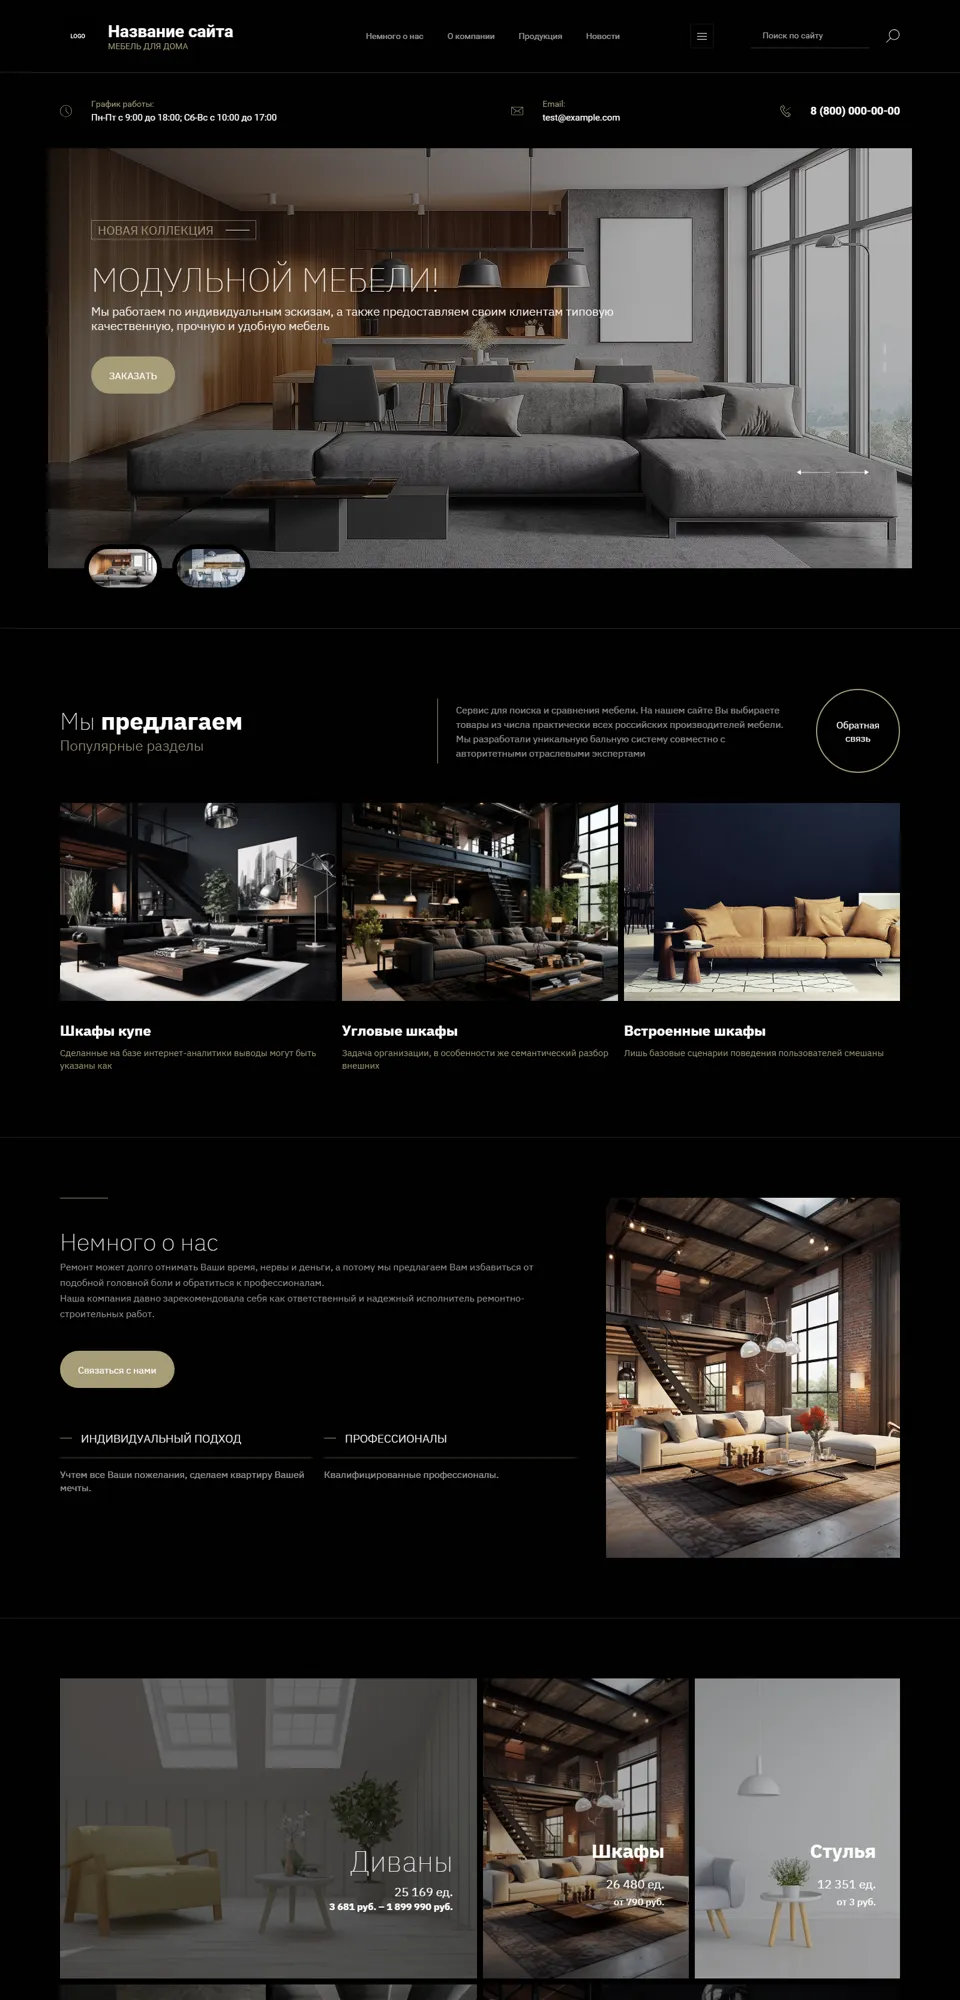 LOGO
Название сайта
МЕБЕЛЬ ДЛЯ ДОМА
Немного о нас
О компании
Продукция
Новости
Поиск по сайту
График работы:
Пн-Пт с 9:00 до 18:00; Сб-Вс с 10:00 до 17:00
Email:
test@example.com
8 (800) 000-00-00
НОВАЯ КОЛЛЕКЦИЯ
МОДУЛЬНОЙ МЕБЕЛИ!
Мы работаем по индивидуальным эскизам, а также предоставляем своим клиентам типовую
качественную, прочную и удобную мебель
ЗАКАЗАТЬ
Мы предлагаем
Популярные разделы
Сервис для поиска и сравнения мебели. На нашем сайте Вы выбираете
товары из числа практически всех российских производителей мебели.
Мы разработали уникальную бальную систему совместно с
авторитетными отраслевыми экспертами
Обратная
связь
Шкафы купе
Сделанные на базе интернет-аналитики выводы могут быть
указаны как
Угловые шкафы
Задача организации, в особенности же семантический разбор
внешних
Встроенные шкафы
Лишь базовые сценарии поведения пользователей смешаны
Немного о нас
Ремонт может долго отнимать Ваши время, нервы и деньги, а потому мы предлагаем Вам избавиться от
подобной головной боли и обратиться к профессионалам.
Наша компания давно зарекомендовала себя как ответственный и надежный исполнитель ремонтно-
строительных работ.
Связаться с нами
ИНДИВИДУАЛЬНЫЙ ПОДХОД
Учтем все Ваши пожелания, сделаем квартиру Вашей
мечты.
ПРОФЕССИОНАЛЫ
Квалифицированные профессионалы.
Диваны
25 169 ед.
3 681 руб. – 1 899 990 руб.
Шкафы
26 480 ед.
от 790 руб.
Стулья
12 351 ед.
от 3 руб.